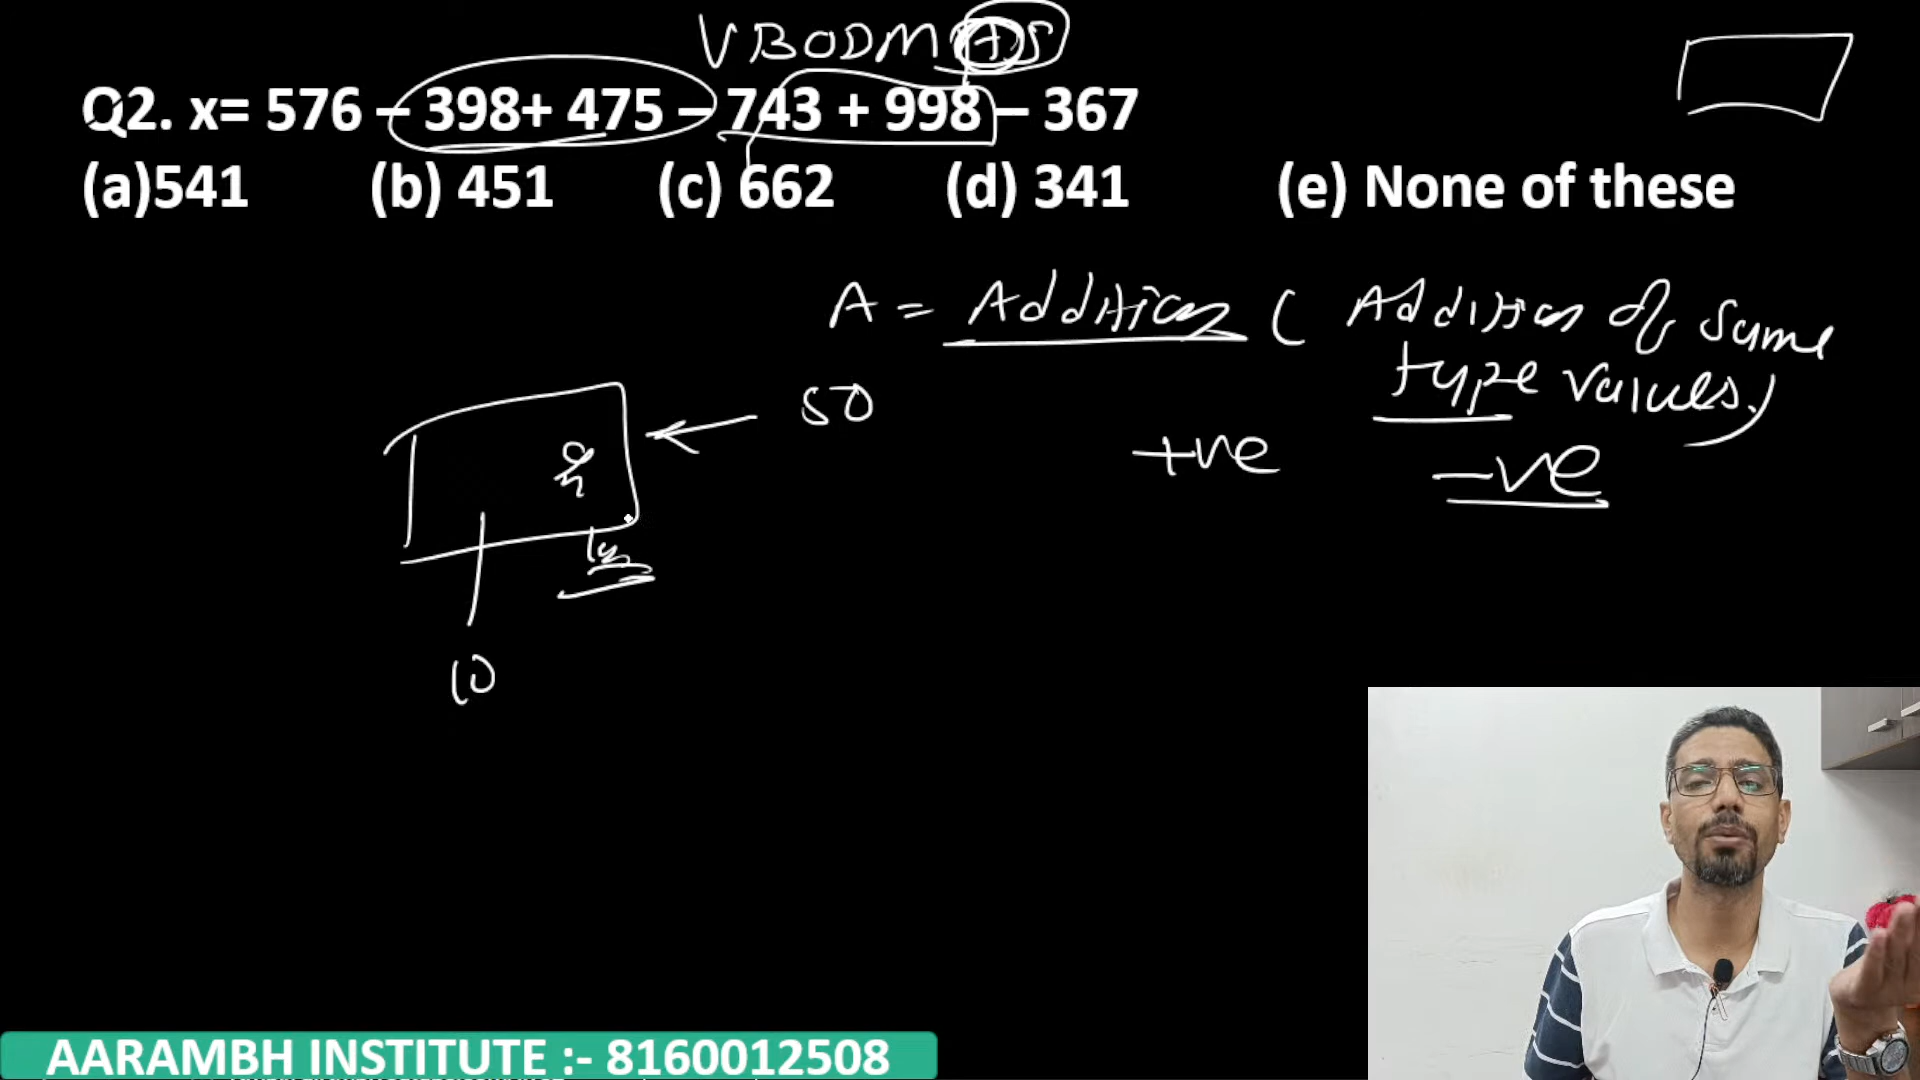 VBODMAS
Q2. x= 576 – 398+ 475 – 743 + 998 – 367
(a)541 (b) 451 (c) 662 (d) 341 (e) None of these
A = Addition ( Addition of same
type values.)
50
+ve -ve
10
AARAMBH INSTITUTE :- 8160012508